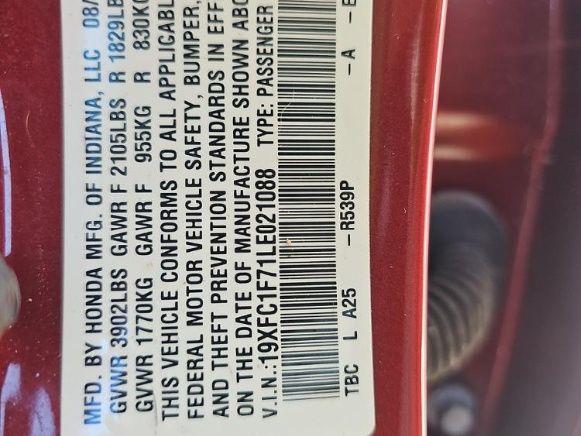 MFD. BY HONDA MFG. OF INDIANA, LLC 08/
GVWR 3902LBS GAWR F 2105LBS R 1829LB
GVWR 1770KG GAWR F 955KG R 830KG
THIS VEHICLE CONFORMS TO ALL APPLICABLE
FEDERAL MOTOR VEHICLE SAFETY, BUMPER,
AND THEFT PREVENTION STANDARDS IN EFF
ON THE DATE OF MANUFACTURE SHOWN ABO
V.I.N.:19XFC1F71LE021088 TYPE: PASSENGER
TBC L A25 -R539P -A -E